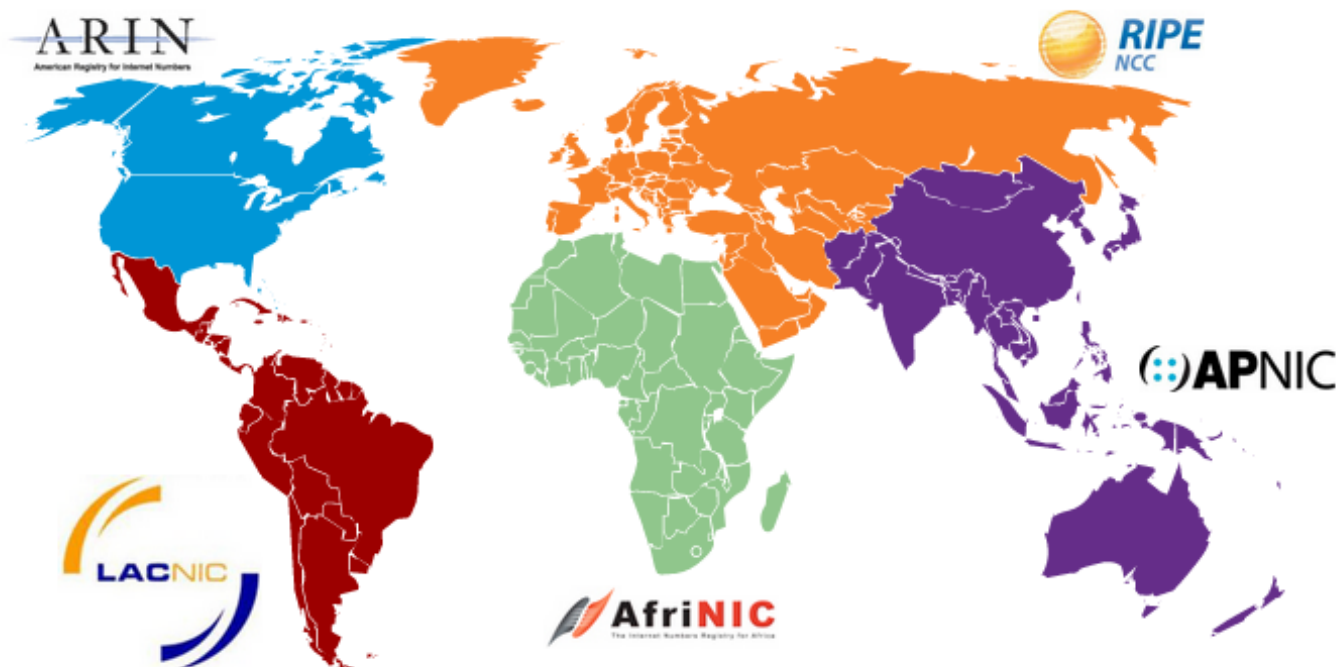 ARIN
American Registry for Internet Numbers
RIPE
NCC
APNIC
LACNIC
AfriNIC
The Internet Numbers Registry for Africa